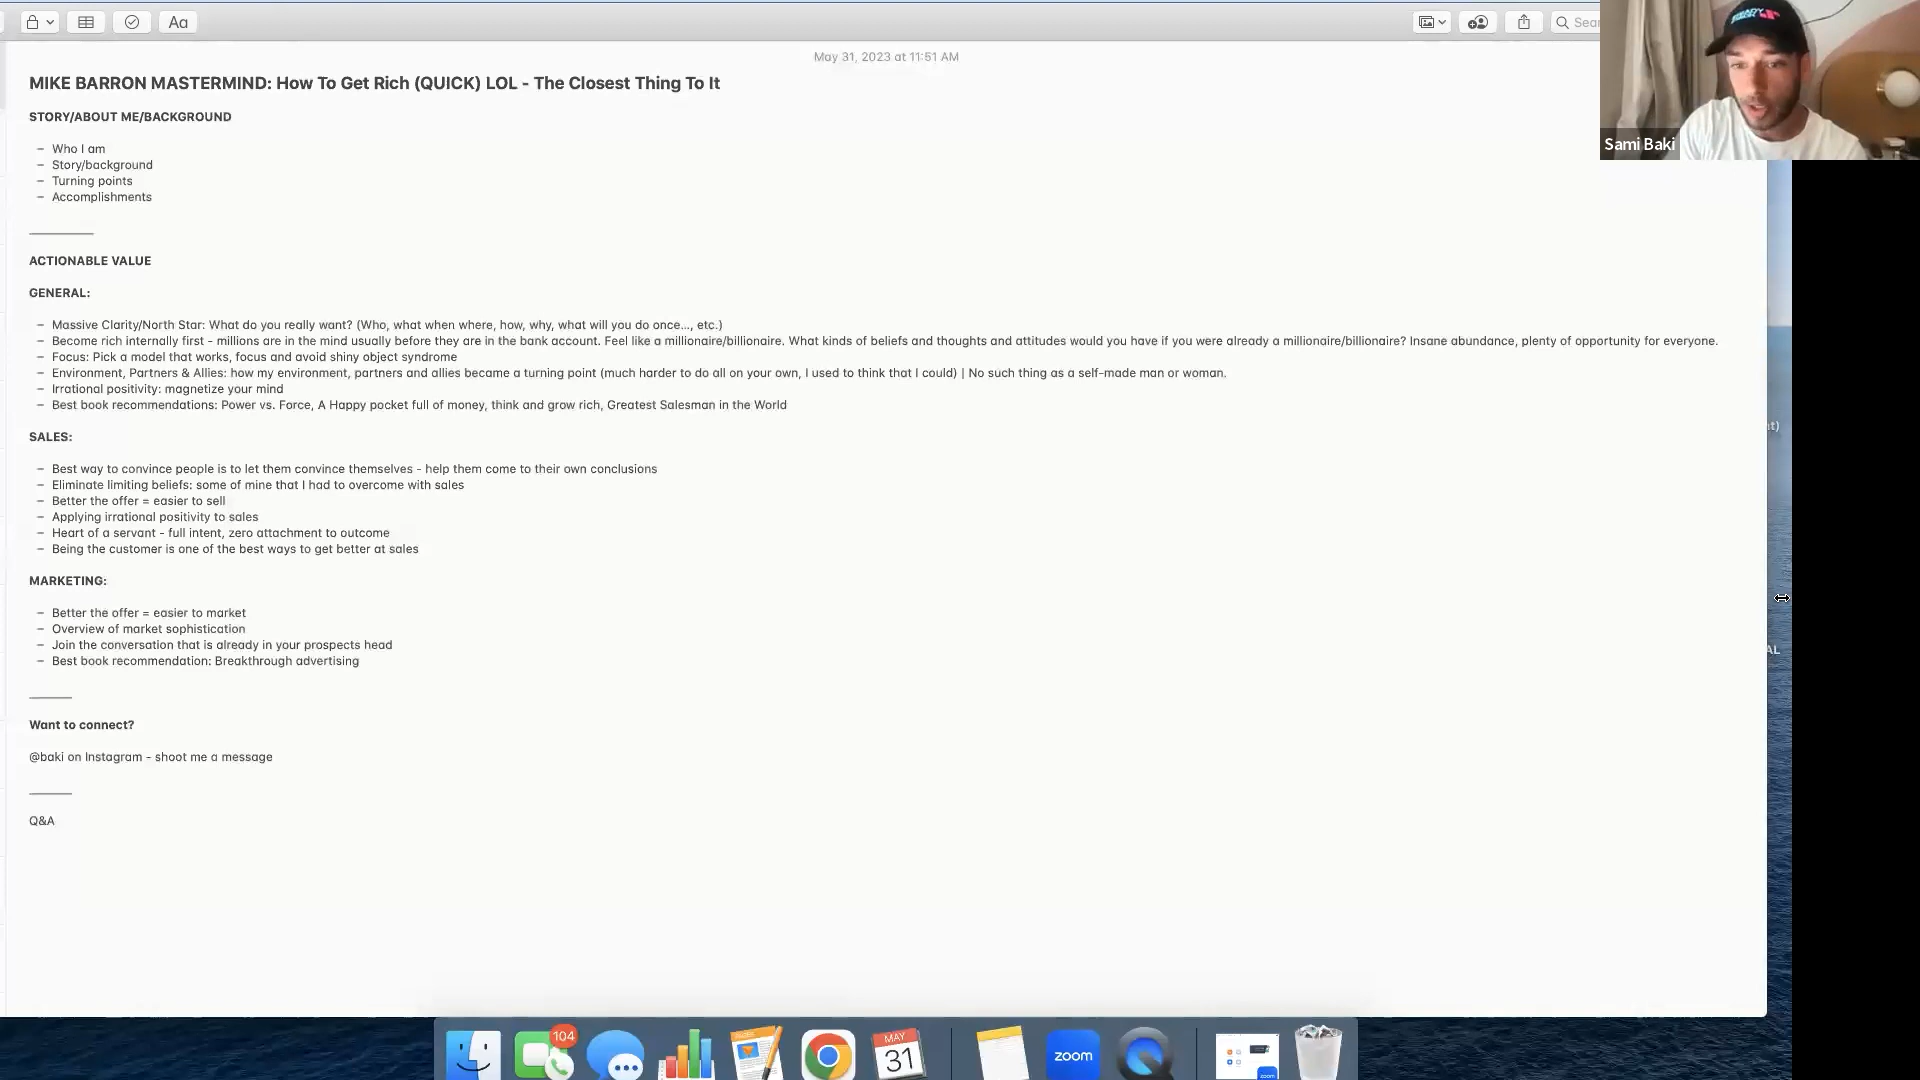 Aa
Sear
May 31, 2023 at 11:51 AM
MIKE BARRON MASTERMIND: How To Get Rich (QUICK) LOL - The Closest Thing To It
STORY/ABOUT ME/BACKGROUND
– Who I am
– Story/background
– Turning points
– Accomplishments
ACTIONABLE VALUE
GENERAL:
– Massive Clarity/North Star: What do you really want? (Who, what when where, how, why, what will you do once..., etc.)
– Become rich internally first - millions are in the mind usually before they are in the bank account. Feel like a millionaire/billionaire. What kinds of beliefs and thoughts and attitudes would you have if you were already a millionaire/billionaire? Insane abundance, plenty of opportunity for everyone.
– Focus: Pick a model that works, focus and avoid shiny object syndrome
– Environment, Partners & Allies: how my environment, partners and allies became a turning point (much harder to do all on your own, I used to think that I could) | No such thing as a self-made man or woman.
– Irrational positivity: magnetize your mind
– Best book recommendations: Power vs. Force, A Happy pocket full of money, think and grow rich, Greatest Salesman in the World
SALES:
– Best way to convince people is to let them convince themselves - help them come to their own conclusions
– Eliminate limiting beliefs: some of mine that I had to overcome with sales
– Better the offer = easier to sell
– Applying irrational positivity to sales
– Heart of a servant - full intent, zero attachment to outcome
– Being the customer is one of the best ways to get better at sales
MARKETING:
– Better the offer = easier to market
– Overview of market sophistication
– Join the conversation that is already in your prospects head
– Best book recommendation: Breakthrough advertising
Want to connect?
@baki on Instagram - shoot me a message
Q&A
Sami Baki
AL
104
MAY
31
zoom
zoom